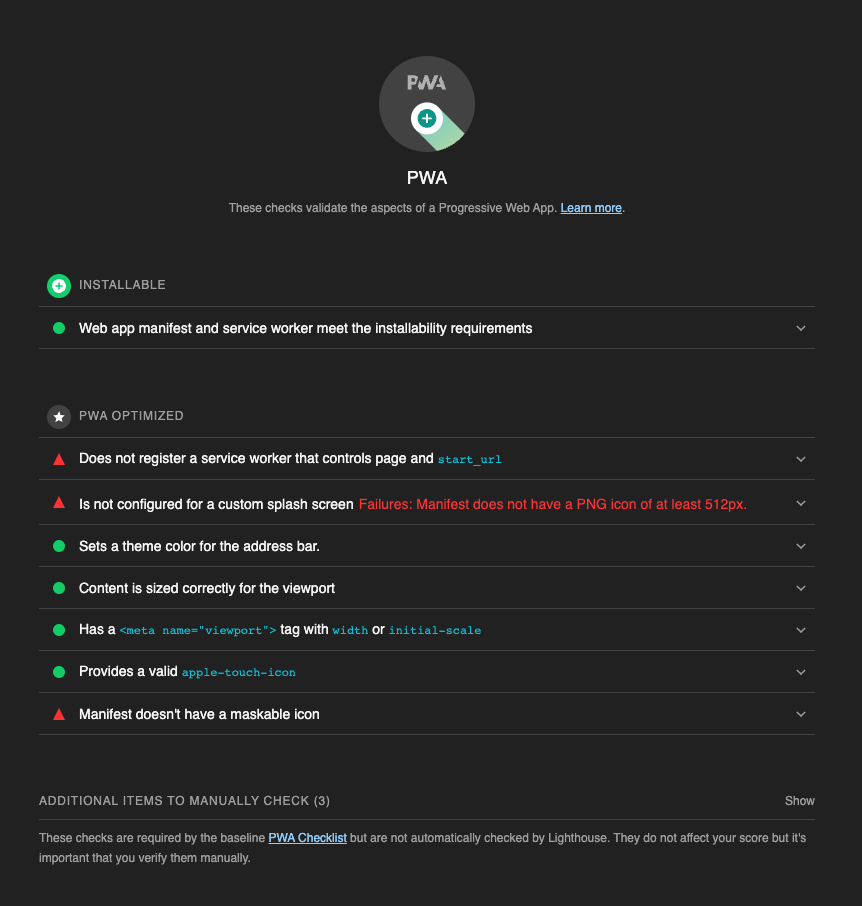 PWA
PWA
These checks validate the aspects of a Progressive Web App. Learn more.
INSTALLABLE
Web app manifest and service worker meet the installability requirements
PWA OPTIMIZED
Does not register a service worker that controls page and start_url
Is not configured for a custom splash screen Failures: Manifest does not have a PNG icon of at least 512px.
Sets a theme color for the address bar.
Content is sized correctly for the viewport
Has a <meta name="viewport"> tag with width or initial-scale
Provides a valid apple-touch-icon
Manifest doesn't have a maskable icon
ADDITIONAL ITEMS TO MANUALLY CHECK (3) Show
These checks are required by the baseline PWA Checklist but are not automatically checked by Lighthouse. They do not affect your score but it's
important that you verify them manually.